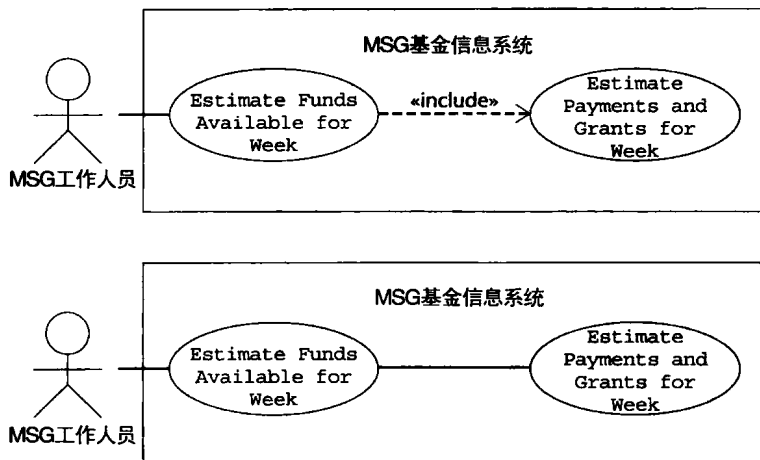 MSG基金信息系统
Estimate Funds
Available for
Week
«include»
Estimate
Payments and
Grants for
Week
MSG工作人员
MSG基金信息系统
Estimate Funds
Available for
Week
Estimate
Payments and
Grants for
Week
MSG工作人员